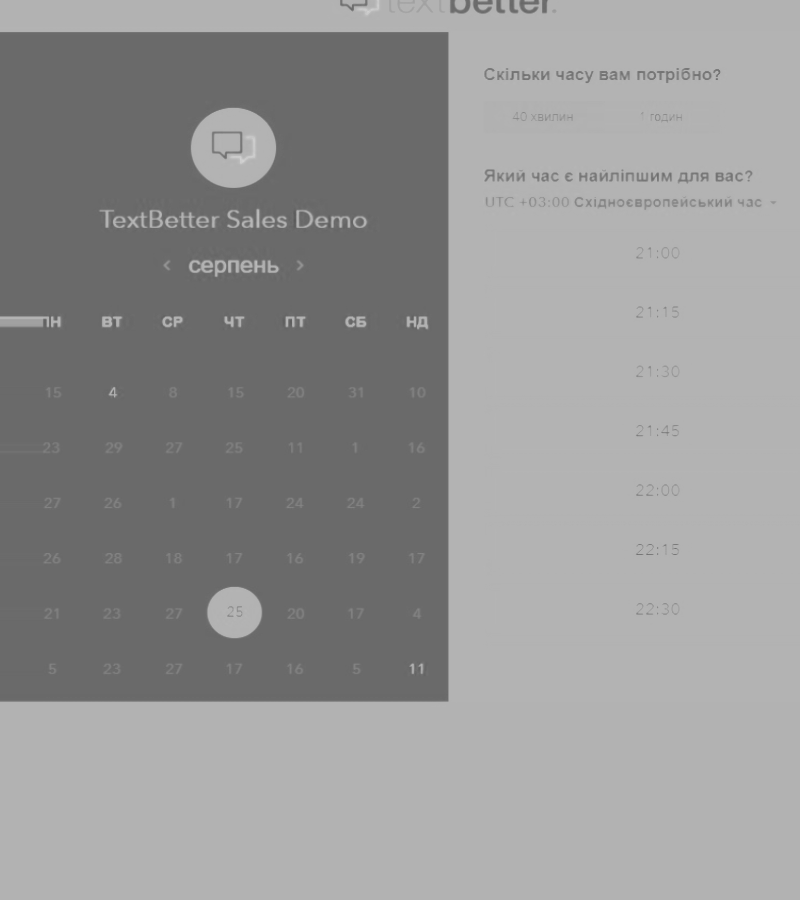 textbetter.
TextBetter Sales Demo
‹ серпень ›
ПН ВТ СР ЧТ ПТ СБ НД
15 4 8 15 20 31 10
23 29 27 25 11 1 16
27 26 1 17 24 24 2
26 28 18 17 16 19 17
21 23 27 25 20 17 4
5 23 27 17 16 5 11
Скільки часу вам потрібно?
40 хвилин 1 годин
Який час є найліпшим для вас?
UTC +03:00 Східноєвропейський час
21:00
21:15
21:30
21:45
22:00
22:15
22:30